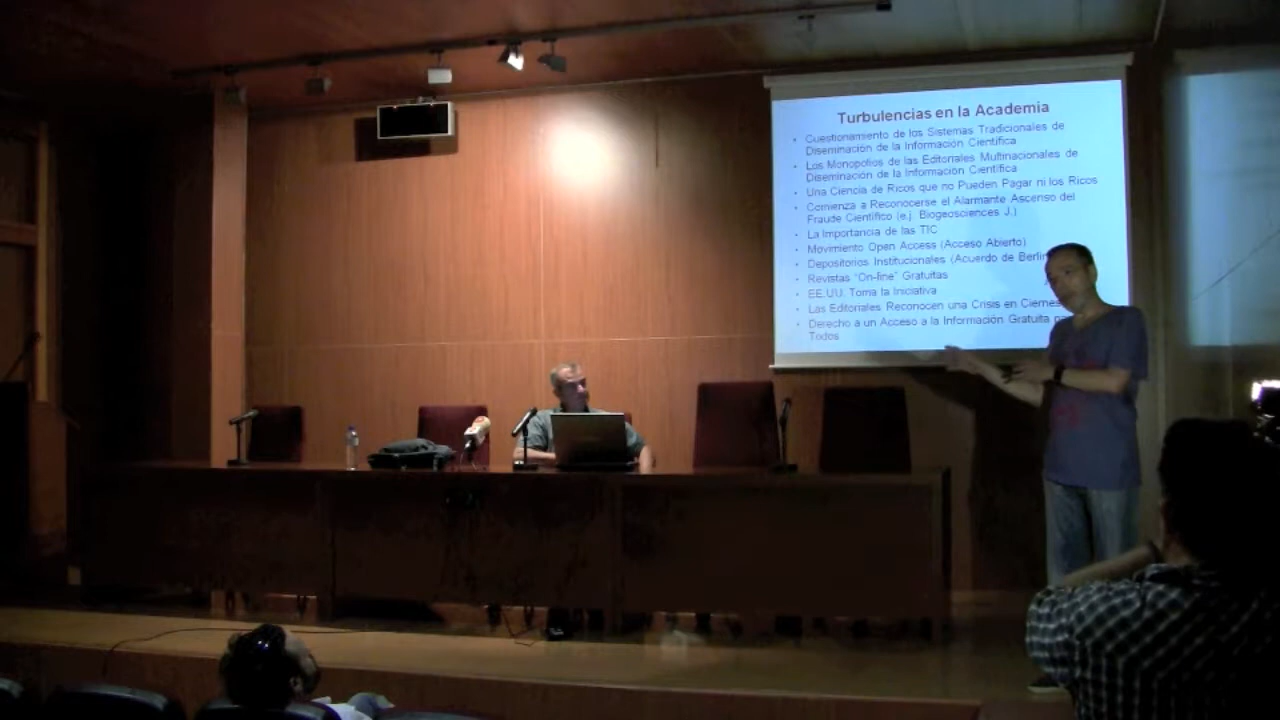 Turbulencias en la Academia
• Cuestionamiento de los Sistemas Tradicionales de
Diseminación de la Información Científica
• Los Monopolios de las Editoriales Multinacionales de
Diseminación de la Información Científica
• Una Ciencia de Ricos que no Pueden Pagar ni los Ricos
• Comienza a Reconocerse el Alarmante Ascenso del
Fraude Científico (e.j. Biogeosciences J.)
• La Importancia de las TIC
• Movimiento Open Access (Acceso Abierto)
• Depositorios Institucionales (Acuerdo de Berlin
• Revistas "On-line" Gratuitas
• EE.UU. Toma la Iniciativa
• Las Editoriales Reconocen una Crisis en Ciernes
• Derecho a un Acceso a la Información Gratuita
Todos